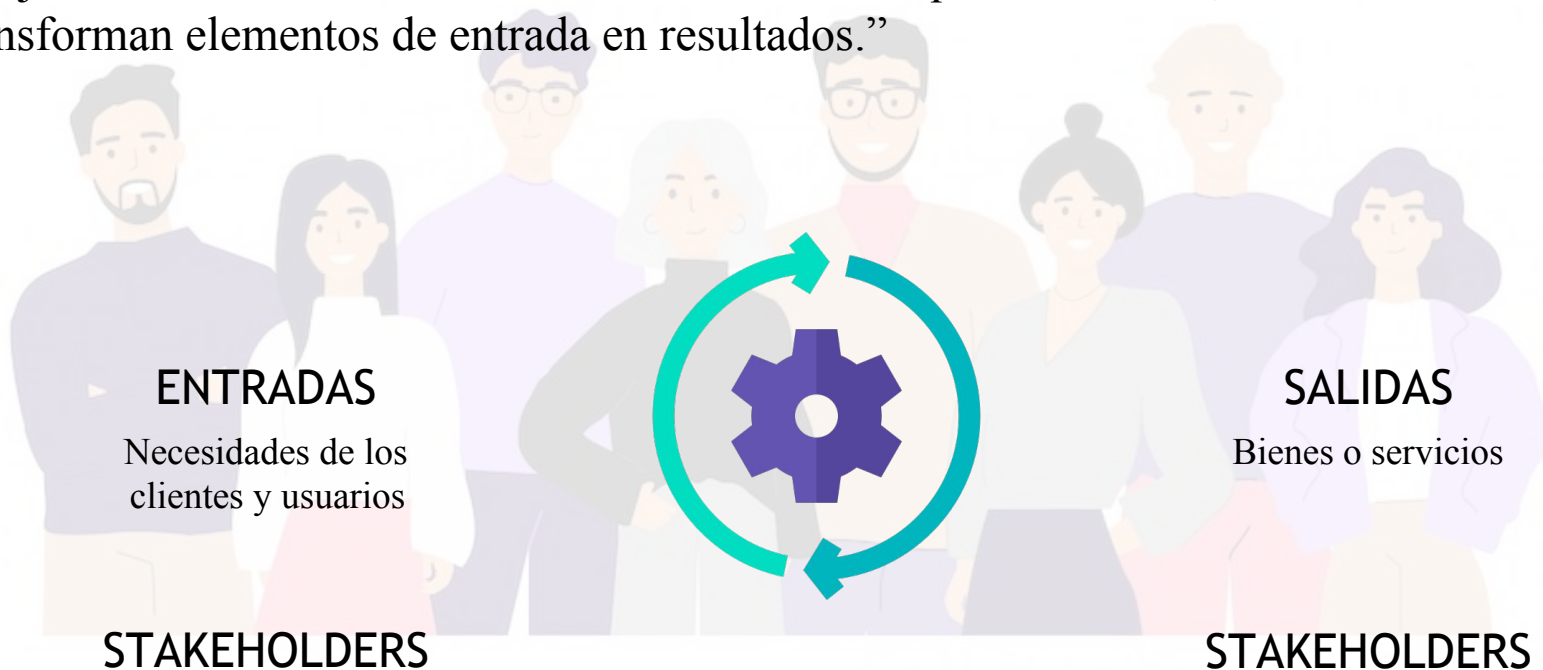 nsforman elementos de entrada en resultados.”
ENTRADAS
Necesidades de los
clientes y usuarios
SALIDAS
Bienes o servicios
STAKEHOLDERS
STAKEHOLDERS